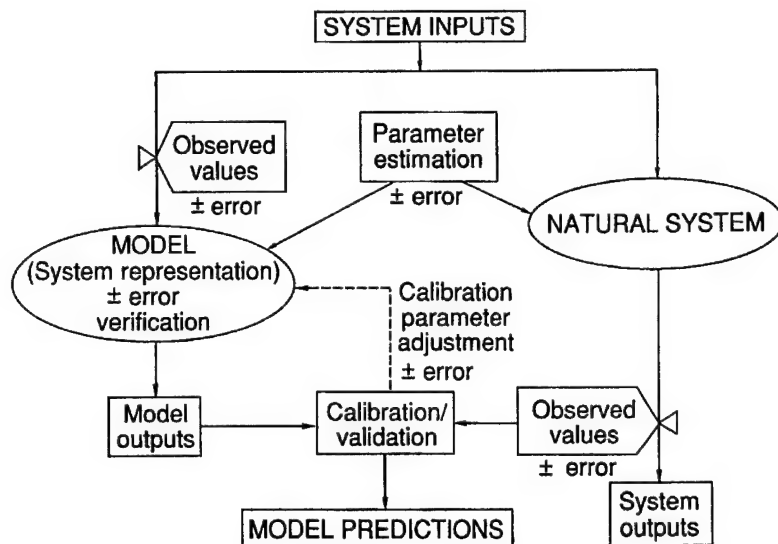 SYSTEM INPUTS
Observed
values
± error
Parameter
estimation
± error
NATURAL SYSTEM
MODEL
(System representation)
± error
verification
Calibration
parameter
adjustment
± error
Model
outputs
Calibration/
validation
Observed
values
± error
MODEL PREDICTIONS
System
outputs